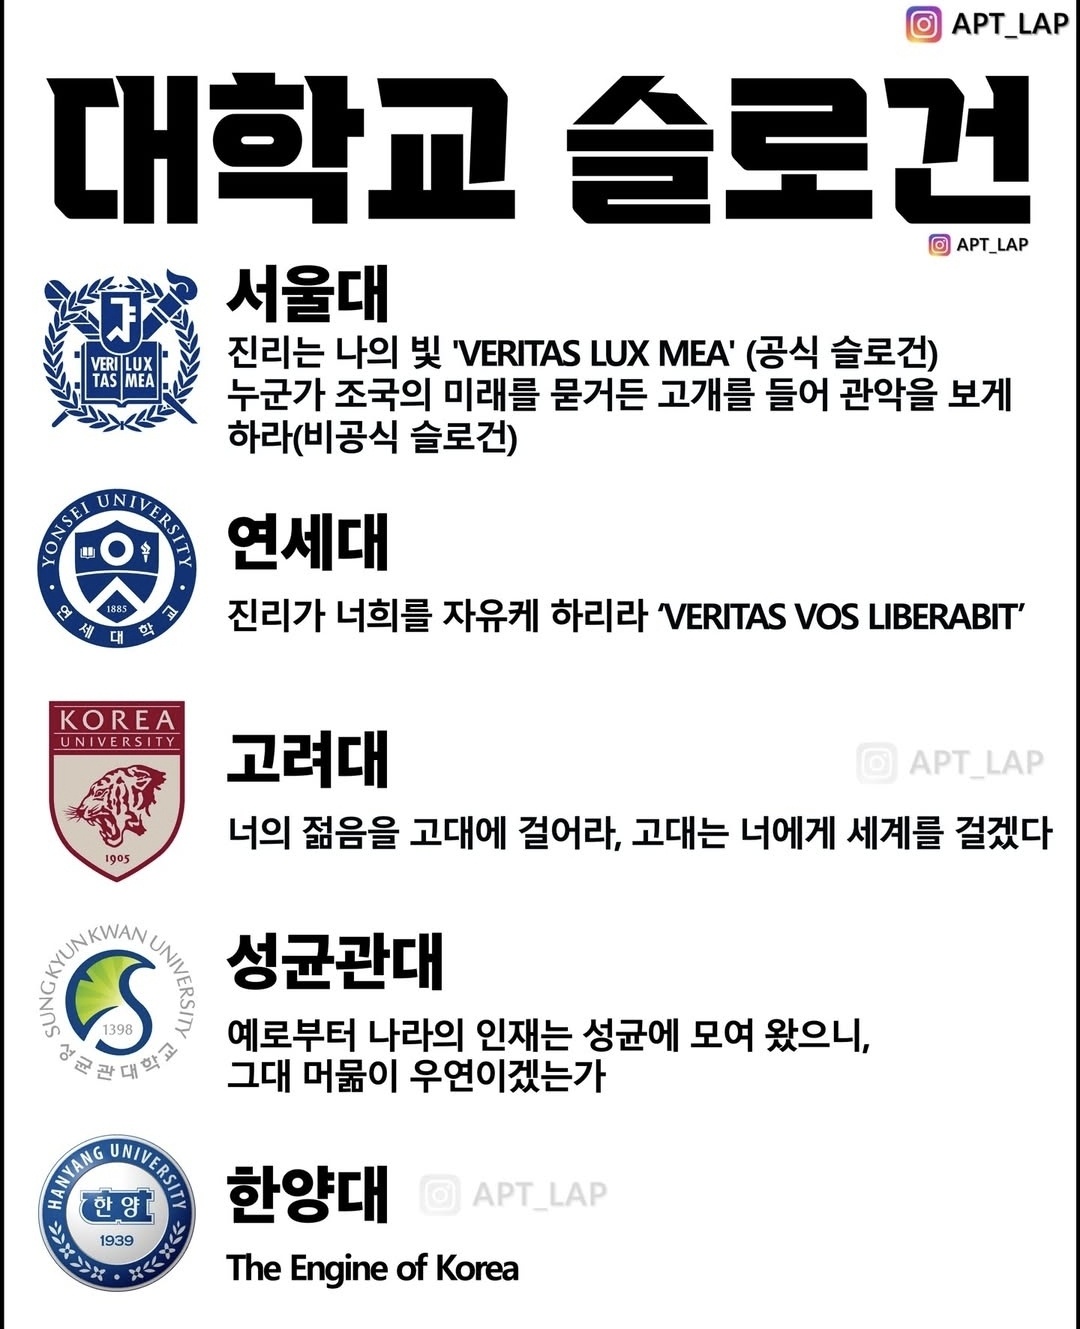 APT_LAP
대학교 슬로건
APT_LAP
서울대
VERI LUX
TAS MEA
진리는 나의 빛 'VERITAS LUX MEA' (공식 슬로건)
누군가 조국의 미래를 묻거든 고개를 들어 관악을 보게
하라(비공식 슬로건)
YONSEI UNIVERSITY
1885
연세대학교
연세대
진리가 너희를 자유케 하리라 ‘VERITAS VOS LIBERABIT’
KOREA
UNIVERSITY
1905
고려대
APT_LAP
너의 젊음을 고대에 걸어라, 고대는 너에게 세계를 걸겠다
SUNGKYUNKWAN UNIVERSITY
1398
성균관대학교
성균관대
예로부터 나라의 인재는 성균에 모여 왔으니,
그대 머묾이 우연이겠는가
HANYANG UNIVERSITY
한양
1939
한양대
APT_LAP
The Engine of Korea